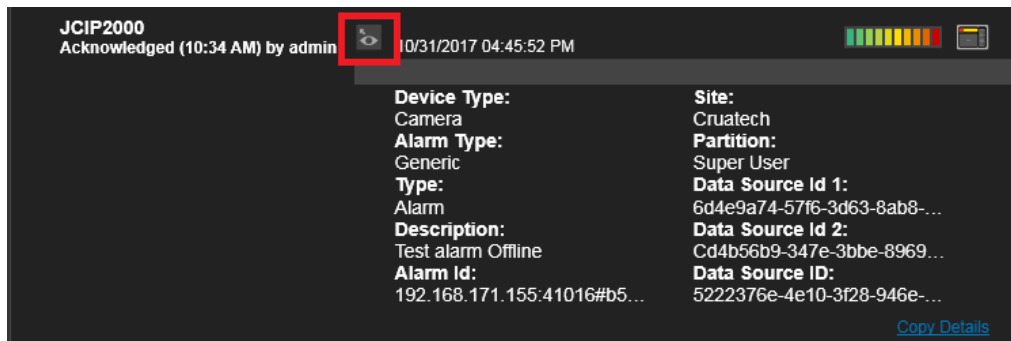 JCIP2000
Acknowledged (10:34 AM) by admin
10/31/2017 04:45:52 PM
Device Type:
Camera
Alarm Type:
Generic
Type:
Alarm
Description:
Test alarm Offline
Alarm Id:
192.168.171.155:41016#b5...
Site:
Cruatech
Partition:
Super User
Data Source Id 1:
6d4e9a74-57f6-3d63-8ab8-...
Data Source Id 2:
Cd4b56b9-347e-3bbe-8969...
Data Source ID:
5222376e-4e10-3f28-946e-...
Copy Details